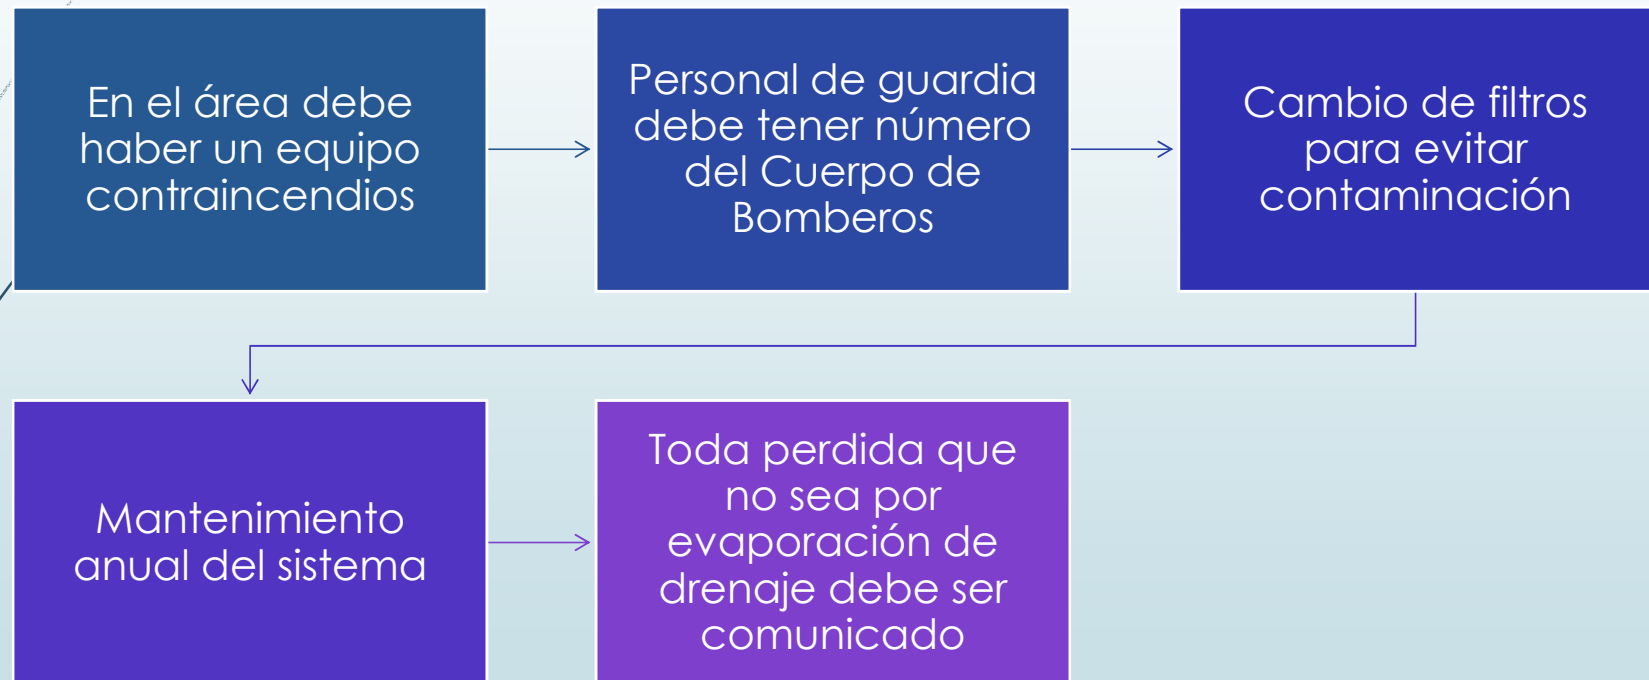 En el área debe
haber un equipo
contraincendios
Personal de guardia
debe tener número
del Cuerpo de
Bomberos
Cambio de filtros
para evitar
contaminación
Mantenimiento
anual del sistema
Toda perdida que
no sea por
evaporación de
drenaje debe ser
comunicado